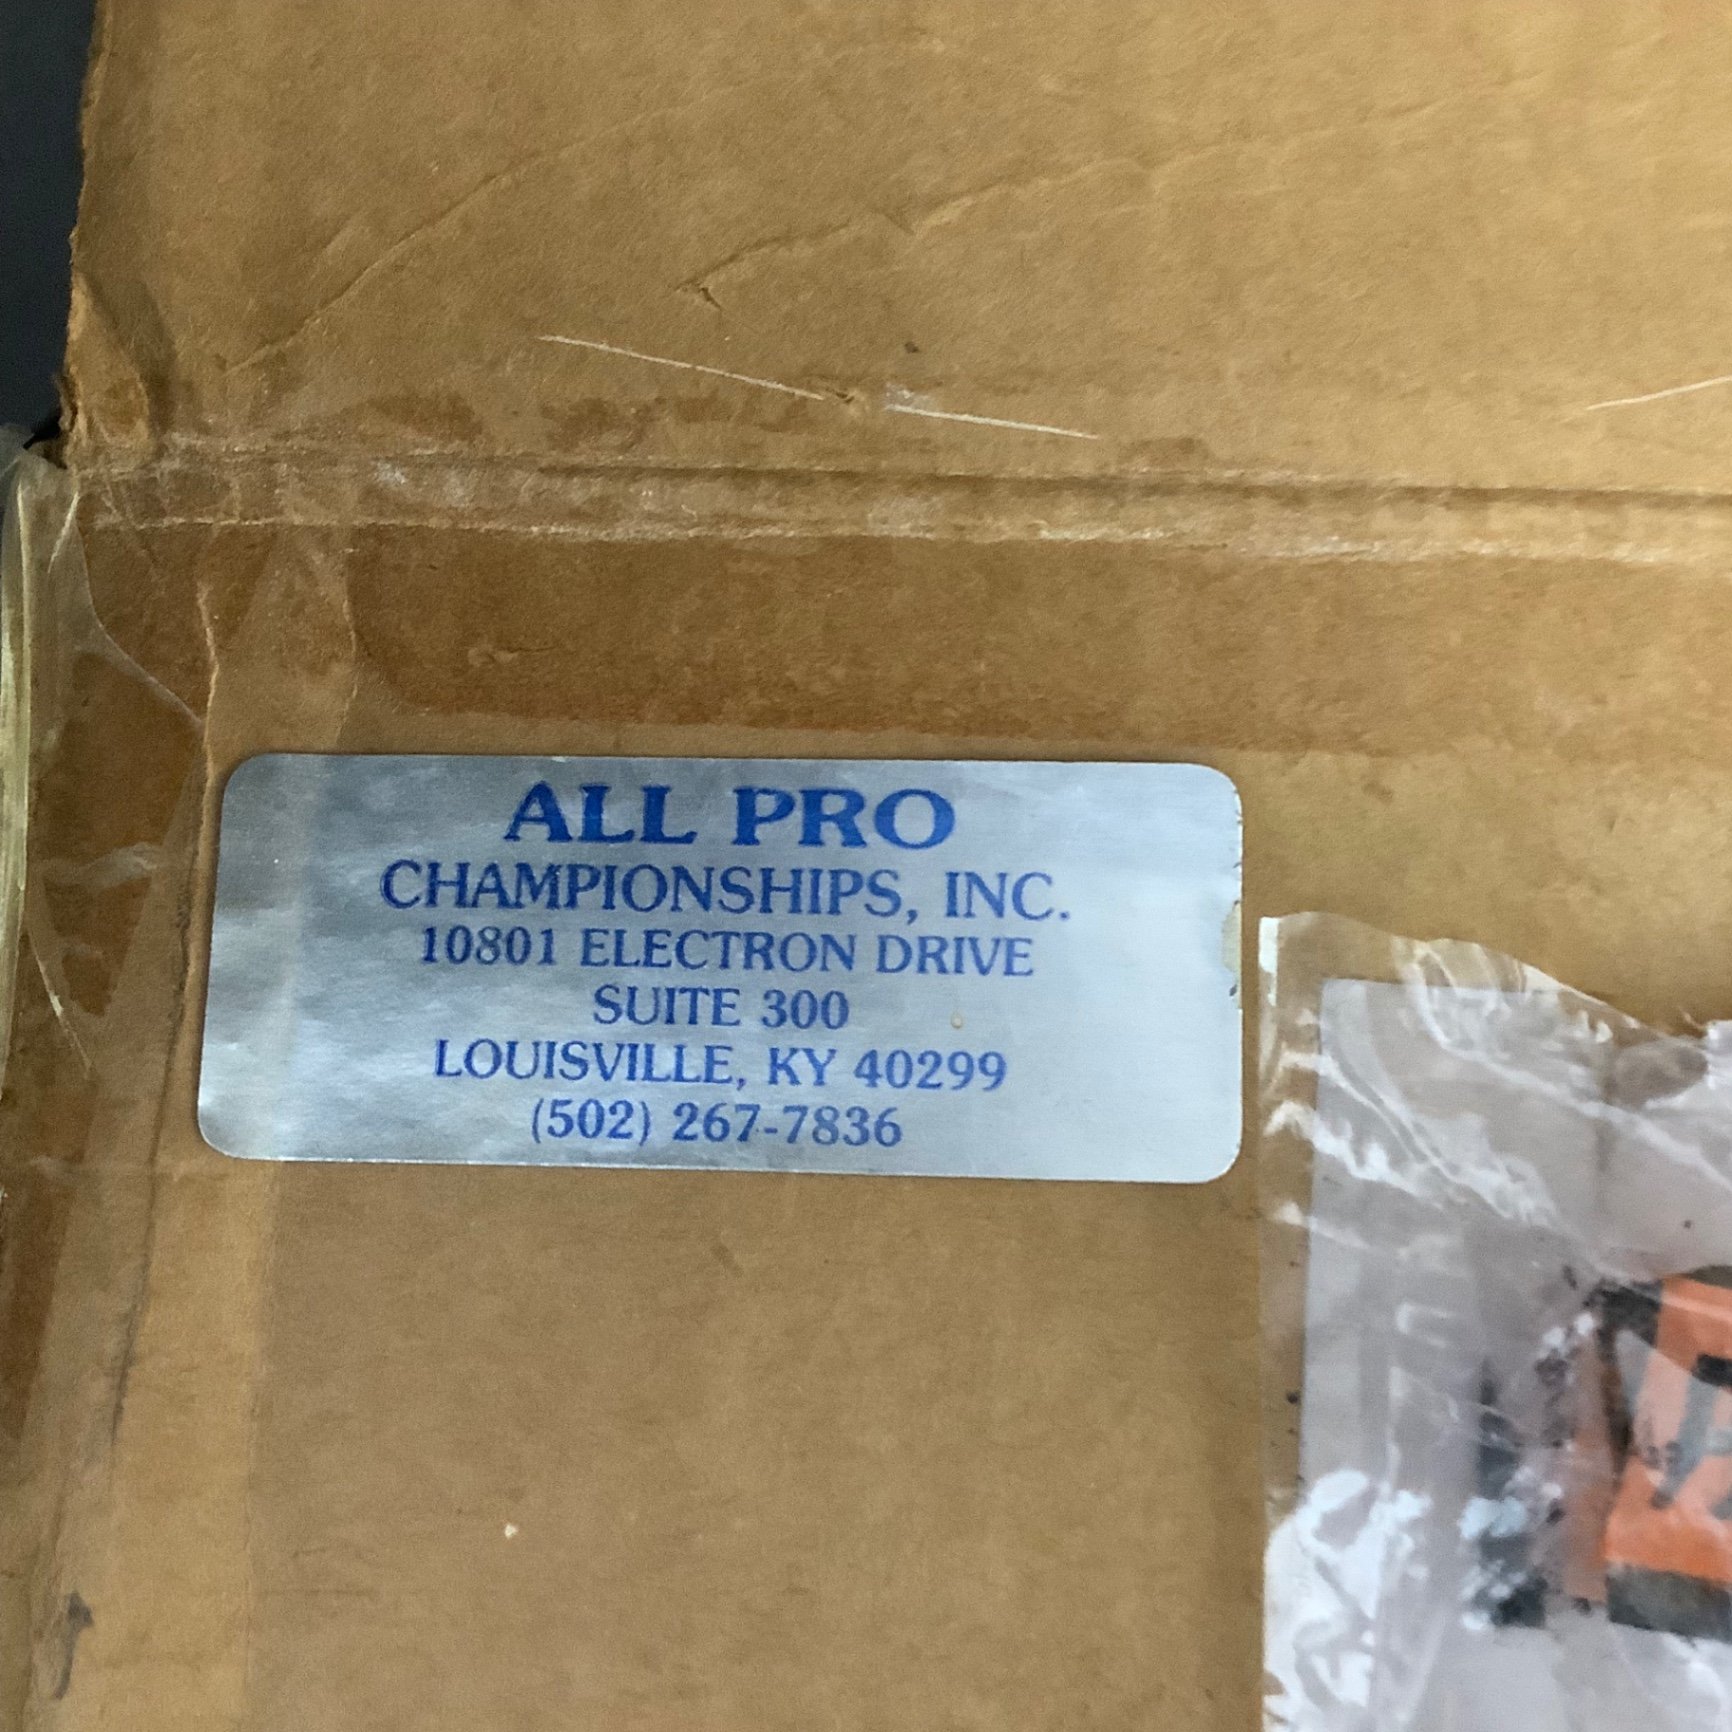 ALL PRO
CHAMPIONSHIPS, INC.
10801 ELECTRON DRIVE
SUITE 300
LOUISVILLE, KY 40299
(502) 267-7836